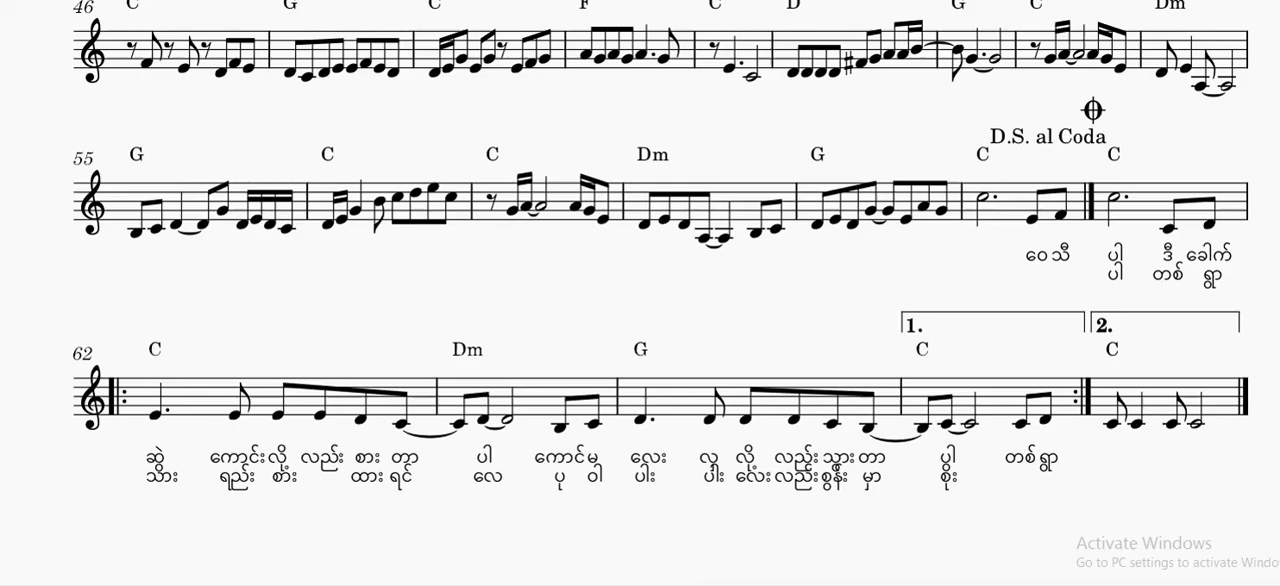 46 C G C F C D G C Dm
D.S. al Coda
55 G C C Dm G C C
ဝေ သီ ပျံ ဒီ ခေါက်
ပါ တစ် ရွာ
1. 2.
62 C Dm G C C
ဆွဲ ကောင်း လို့ လည်း စား တာ ပါ ကောင် မ လေး လှ လို့ လည်း သွား တာ ပျံ တစ် ရွာ
သား ရည်း စား ထား ရင် လေ ပု ဝါ ပါး ပါး လေး လည်း စွန်း မှာ စိုး
Activate Windows
Go to PC settings to activate Windo